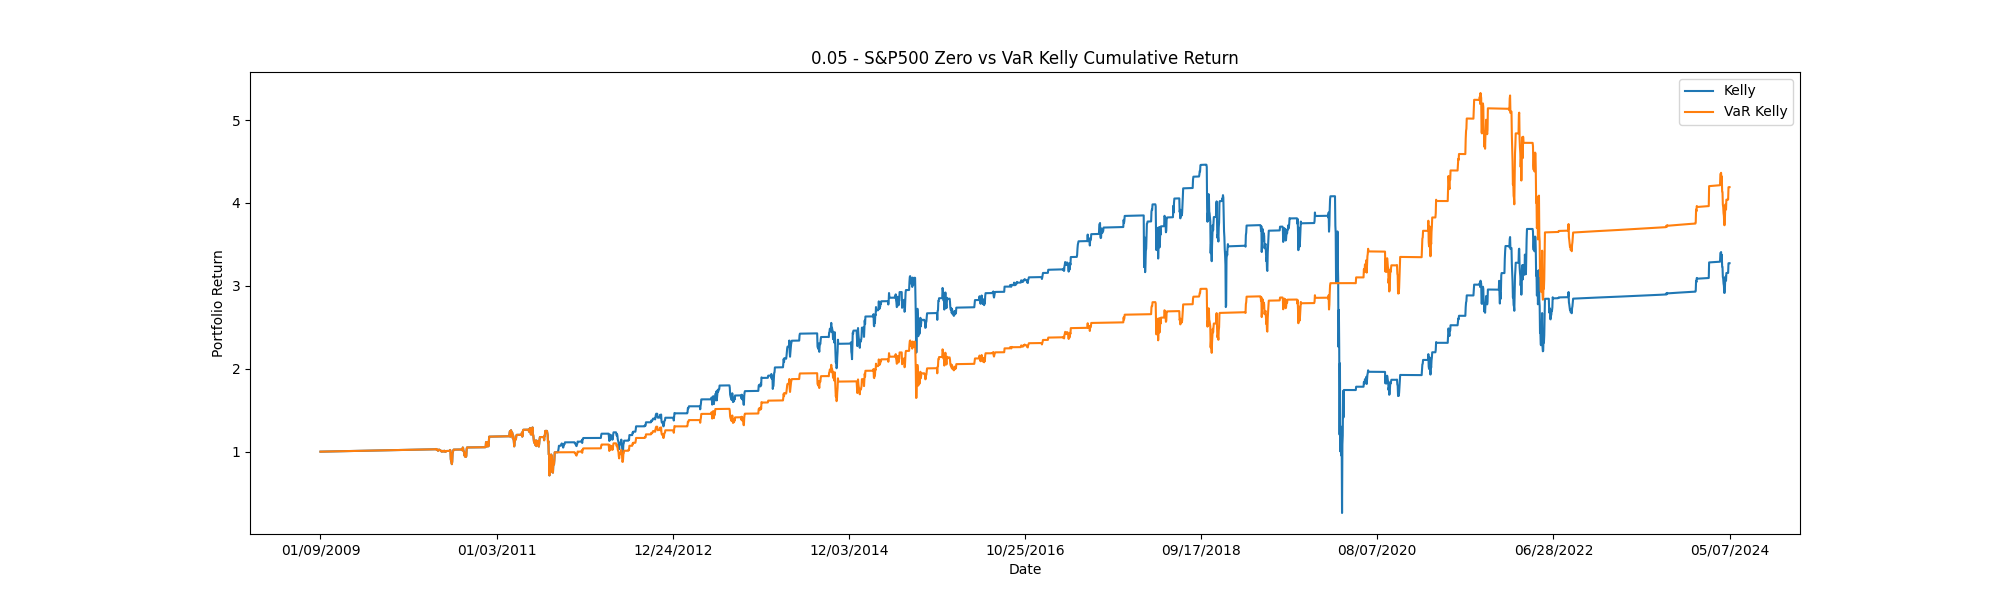 0.05 - S&P500 Zero vs VaR Kelly Cumulative Return
Kelly
VaR Kelly
Portfolio Return
5
4
3
2
1
01/09/2009
01/03/2011
12/24/2012
12/03/2014
10/25/2016
09/17/2018
08/07/2020
06/28/2022
05/07/2024
Date